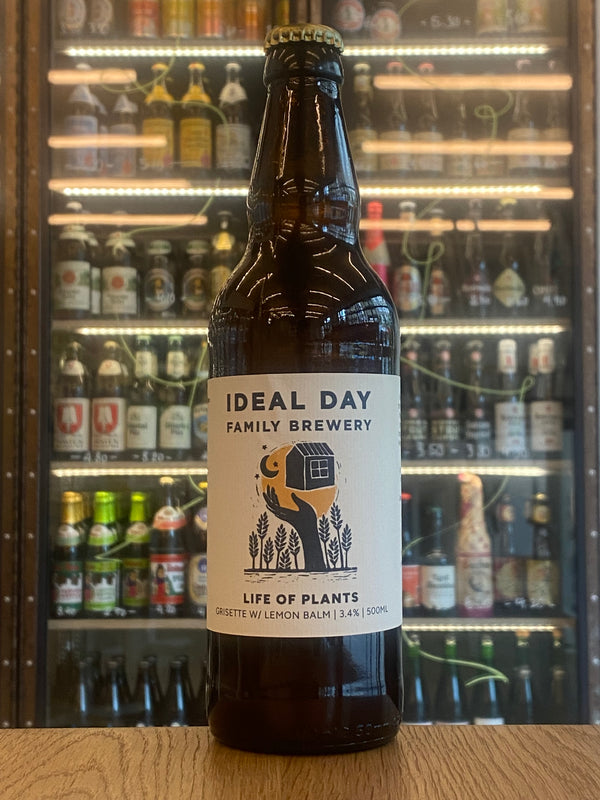 IDEAL DAY
FAMILY BREWERY
LIFE OF PLANTS
GRISETTE W/ LEMON BALM | 3.4% | 500ML